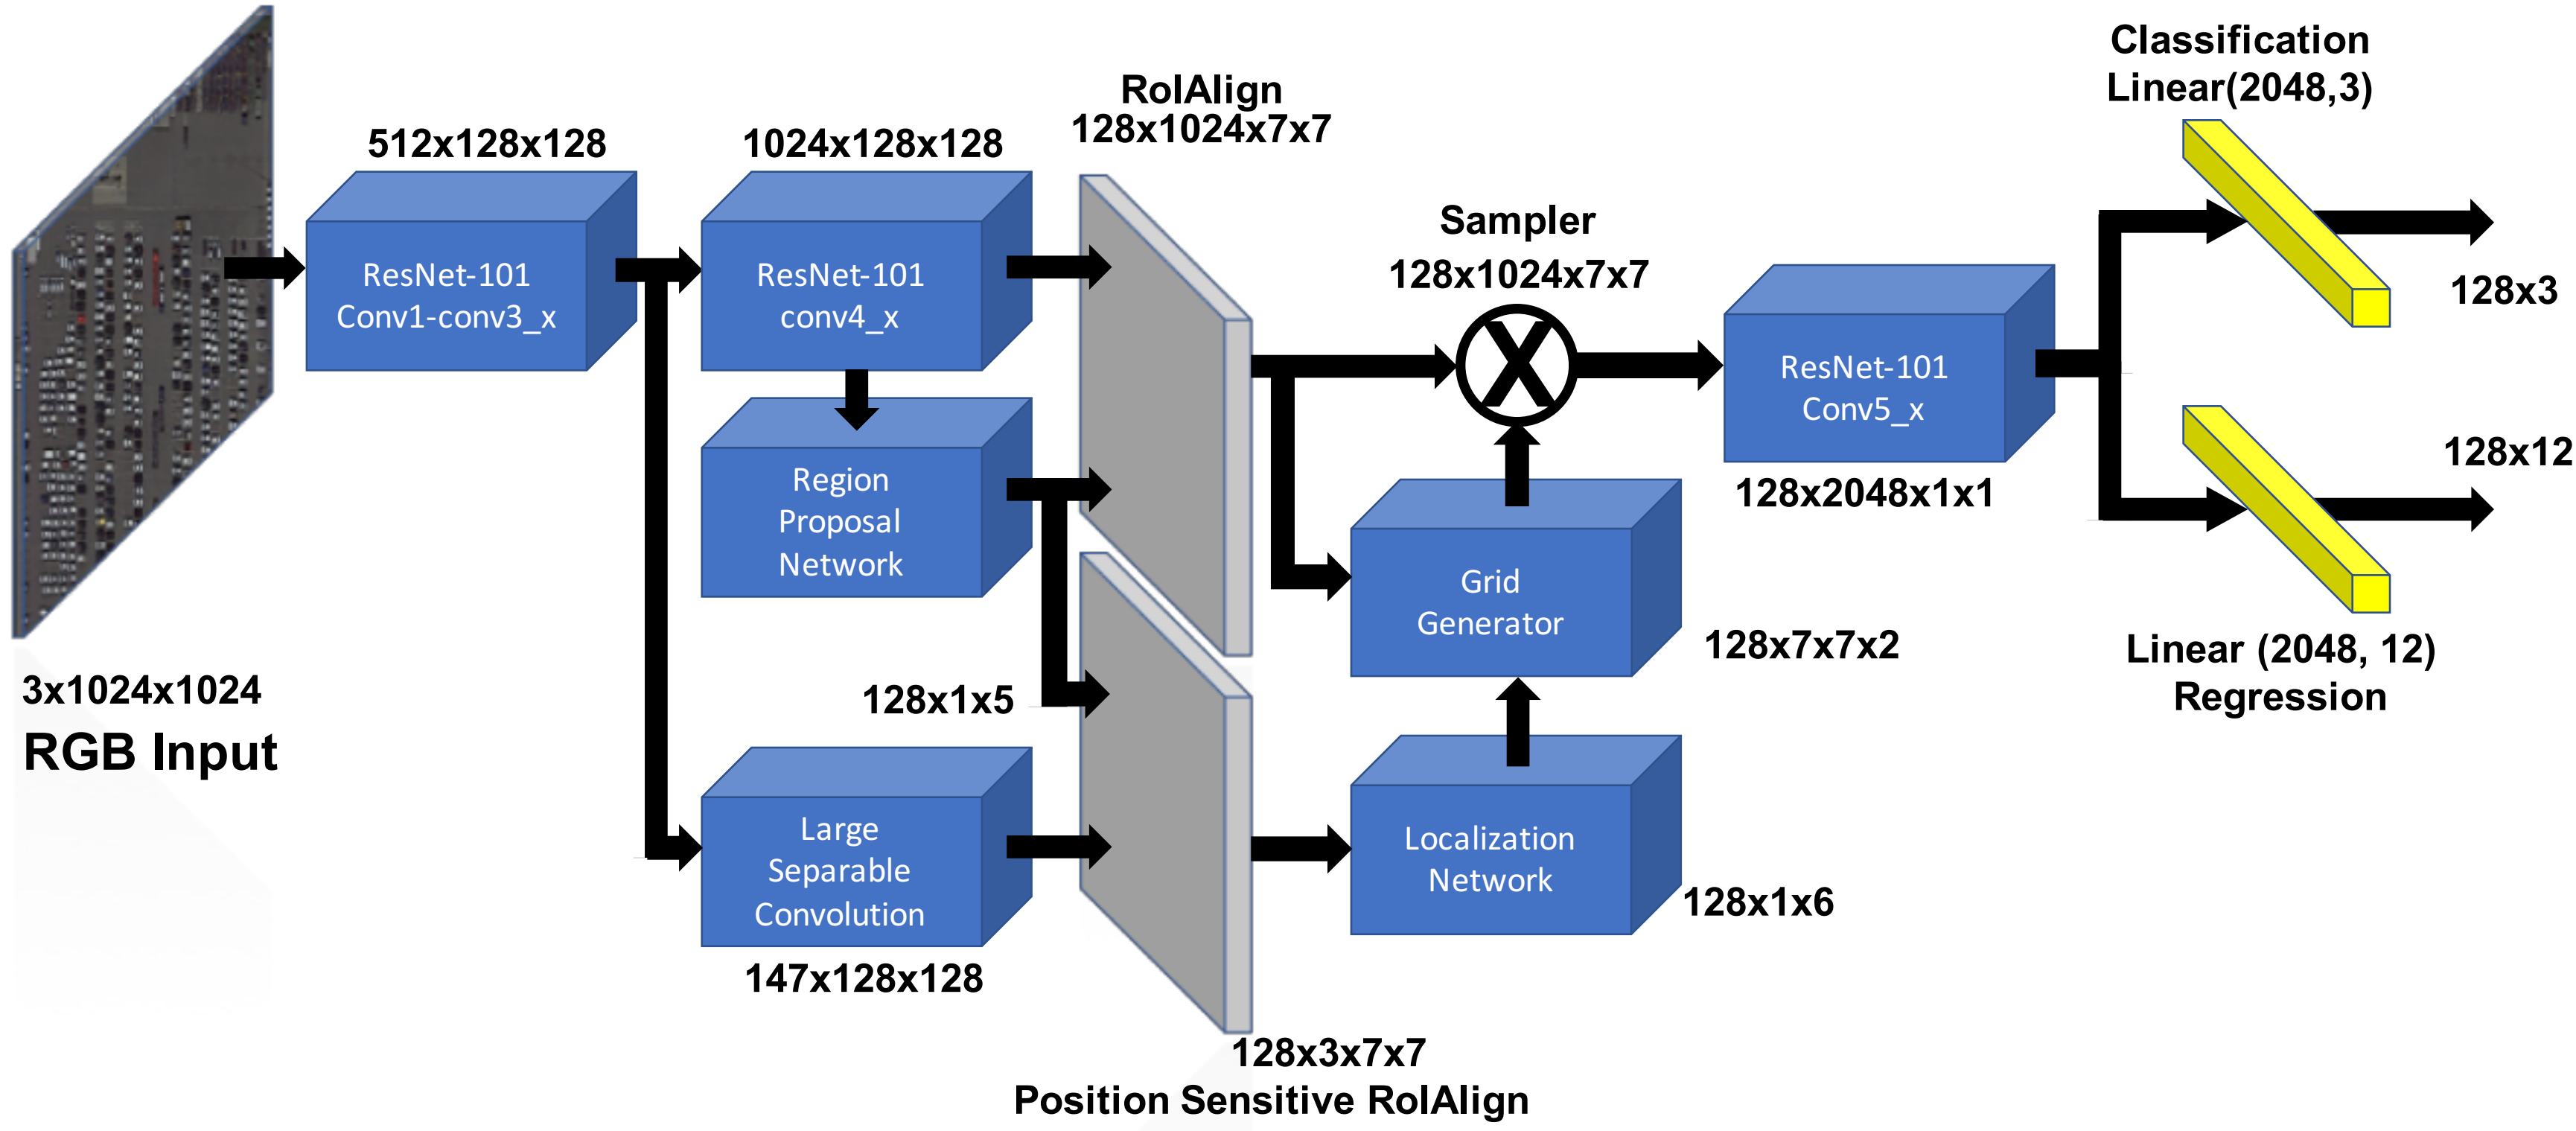 Classification
Linear(2048,3)
RoIAlign
128x1024x7x7
512x128x128
1024x128x128
Sampler
128x1024x7x7
ResNet-101
Conv1-conv3_x
ResNet-101
conv4_x
128x3
ResNet-101
Conv5_x
128x2048x1x1
128x12
Region
Proposal
Network
Grid
Generator
128x7x7x2
Linear (2048, 12)
Regression
3x1024x1024
RGB Input
128x1x5
Large
Separable
Convolution
147x128x128
Localization
Network
128x1x6
128x3x7x7
Position Sensitive RoIAlign
X